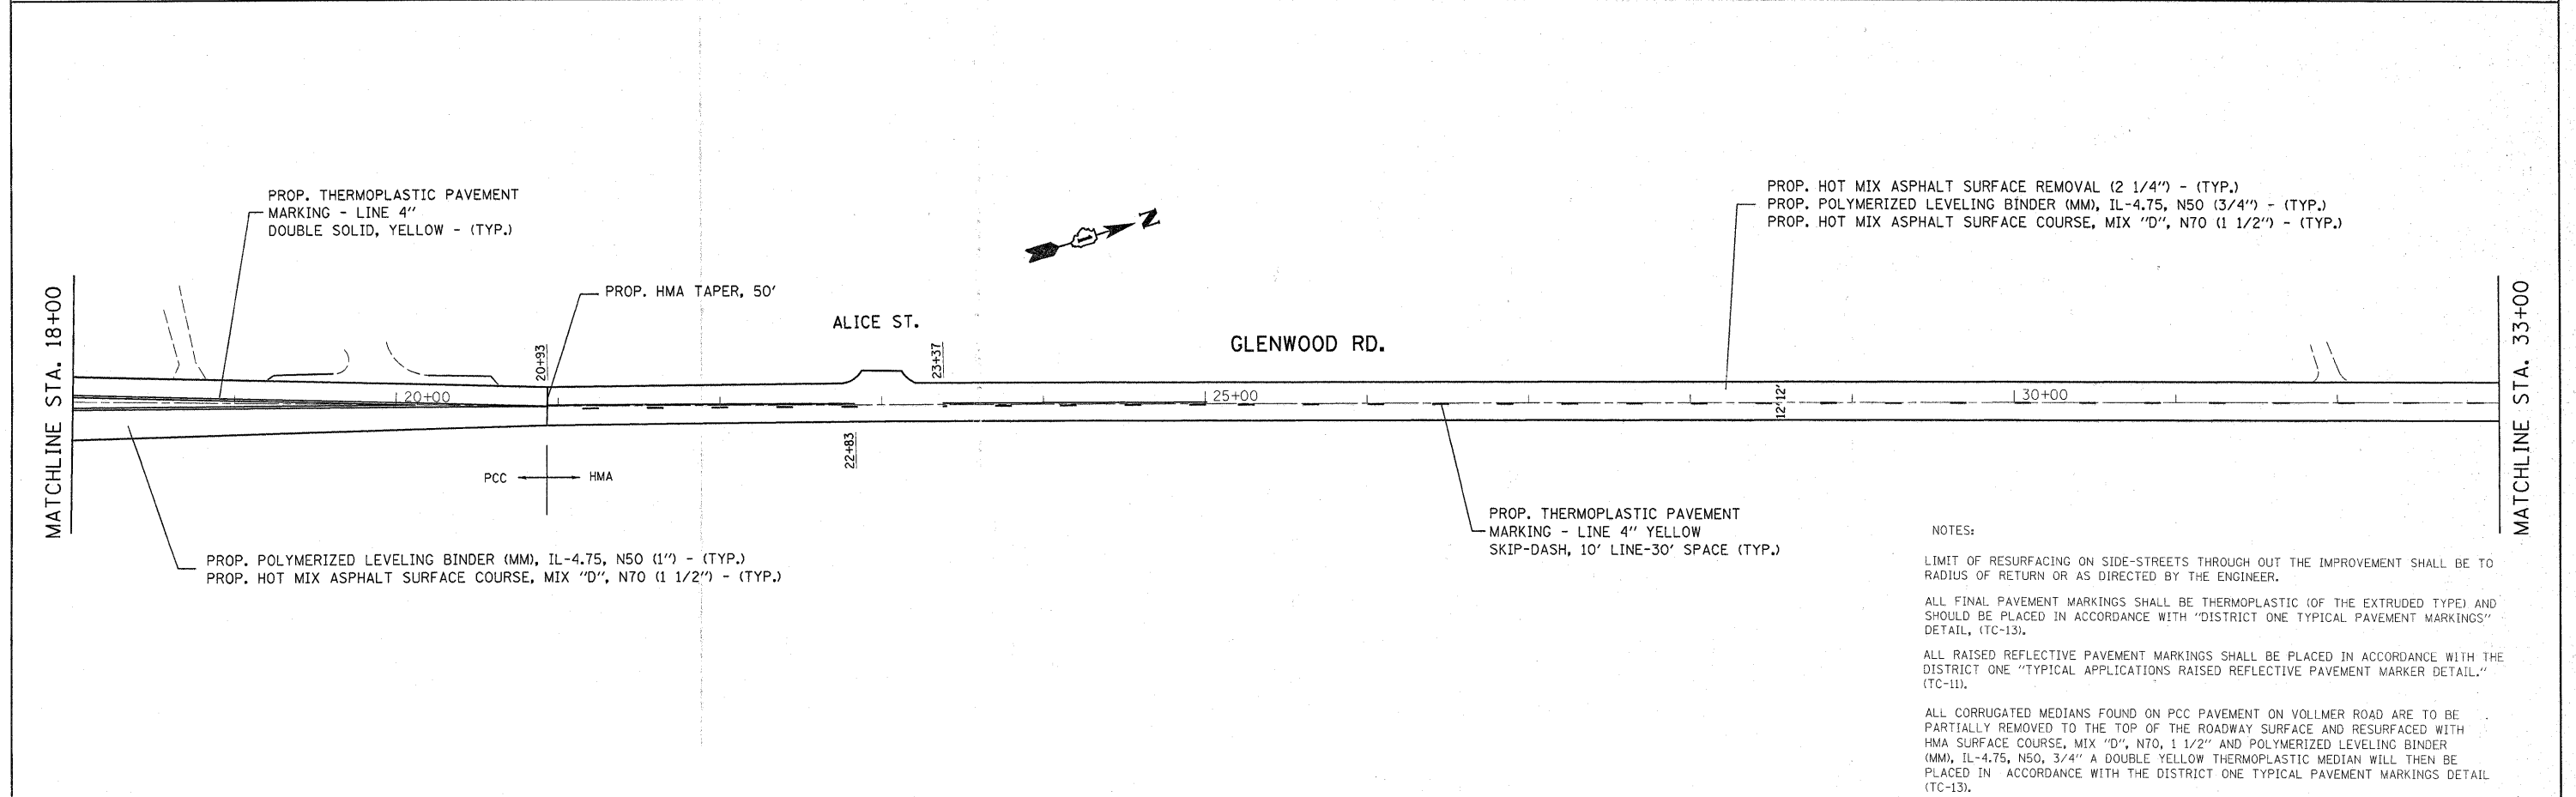 PROP. THERMOPLASTIC PAVEMENT
MARKING - LINE 4"
DOUBLE SOLID, YELLOW - (TYP.)
PROP. HOT MIX ASPHALT SURFACE REMOVAL (2 1/4") - (TYP.)
PROP. POLYMERIZED LEVELING BINDER (MM), IL-4.75, N50 (3/4") - (TYP.)
PROP. HOT MIX ASPHALT SURFACE COURSE, MIX "D", N70 (1 1/2") - (TYP.)
N
PROP. HMA TAPER, 50'
ALICE ST.
GLENWOOD RD.
MATCHLINE STA. 18+00
20+93
23+37
MATCHLINE STA. 33+00
20+00
25+00
12'12'
30+00
22+83
PCC
HMA
PROP. POLYMERIZED LEVELING BINDER (MM), IL-4.75, N50 (1") - (TYP.)
PROP. HOT MIX ASPHALT SURFACE COURSE, MIX "D", N70 (1 1/2") - (TYP.)
PROP. THERMOPLASTIC PAVEMENT
MARKING - LINE 4" YELLOW
SKIP-DASH, 10' LINE-30' SPACE (TYP.)
NOTES:
LIMIT OF RESURFACING ON SIDE-STREETS THROUGH OUT THE IMPROVEMENT SHALL BE TO
RADIUS OF RETURN OR AS DIRECTED BY THE ENGINEER.
ALL FINAL PAVEMENT MARKINGS SHALL BE THERMOPLASTIC (OF THE EXTRUDED TYPE) AND
SHOULD BE PLACED IN ACCORDANCE WITH "DISTRICT ONE TYPICAL PAVEMENT MARKINGS"
DETAIL, (TC-13).
ALL RAISED REFLECTIVE PAVEMENT MARKINGS SHALL BE PLACED IN ACCORDANCE WITH THE
DISTRICT ONE "TYPICAL APPLICATIONS RAISED REFLECTIVE PAVEMENT MARKER DETAIL."
(TC-11).
ALL CORRUGATED MEDIANS FOUND ON PCC PAVEMENT ON VOLLMER ROAD ARE TO BE
PARTIALLY REMOVED TO THE TOP OF THE ROADWAY SURFACE AND RESURFACED WITH
HMA SURFACE COURSE, MIX "D", N70, 1 1/2" AND POLYMERIZED LEVELING BINDER
(MM), IL-4.75, N50, 3/4" A DOUBLE YELLOW THERMOPLASTIC MEDIAN WILL THEN BE
PLACED IN ACCORDANCE WITH THE DISTRICT ONE TYPICAL PAVEMENT MARKINGS DETAIL
(TC-13).